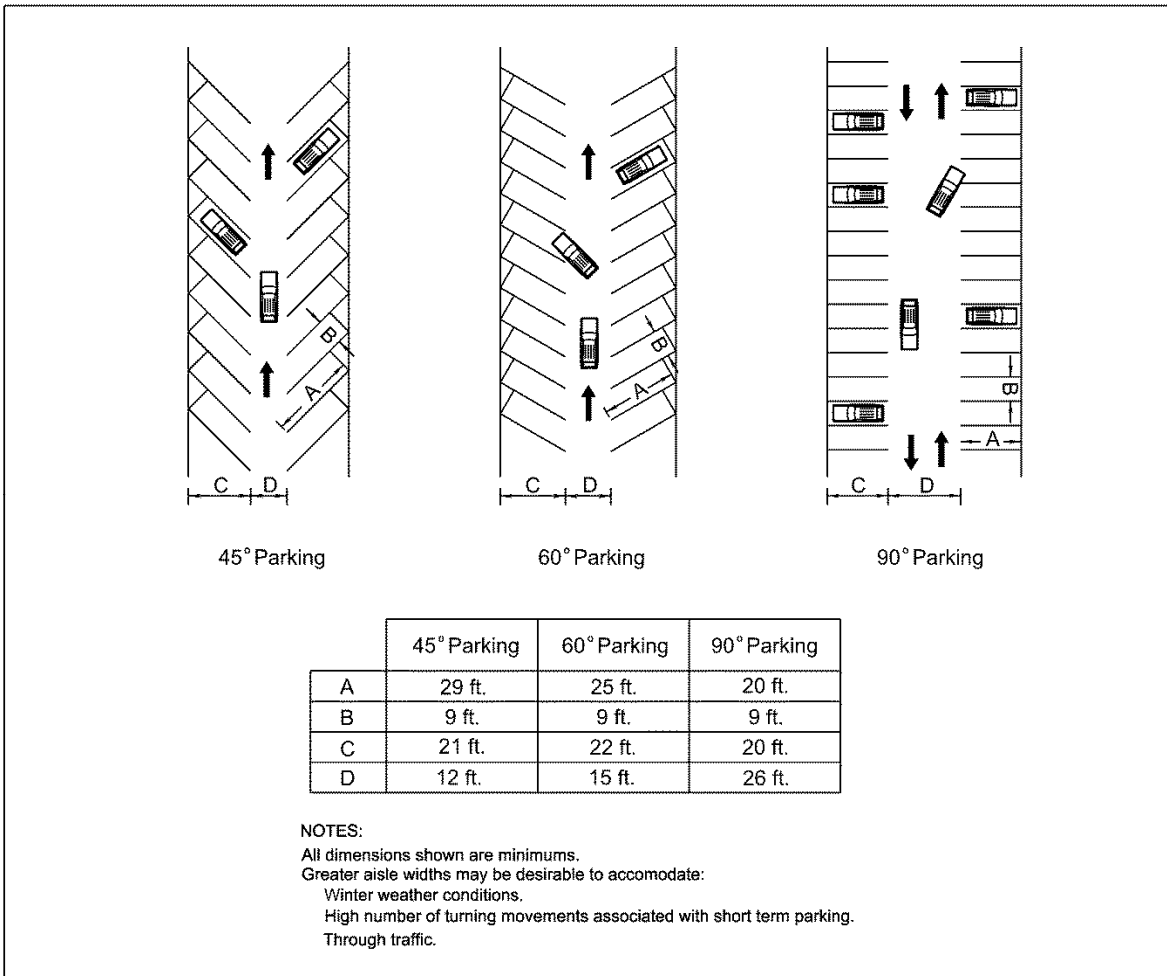 B
A
C D
45° Parking
B
A
C D
60° Parking
B
A
C D
90° Parking
45° Parking 60° Parking 90° Parking
A 29 ft. 25 ft. 20 ft.
B 9 ft. 9 ft. 9 ft.
C 21 ft. 22 ft. 20 ft.
D 12 ft. 15 ft. 26 ft.
NOTES:
All dimensions shown are minimums.
Greater aisle widths may be desirable to accomodate:
Winter weather conditions.
High number of turning movements associated with short term parking.
Through traffic.